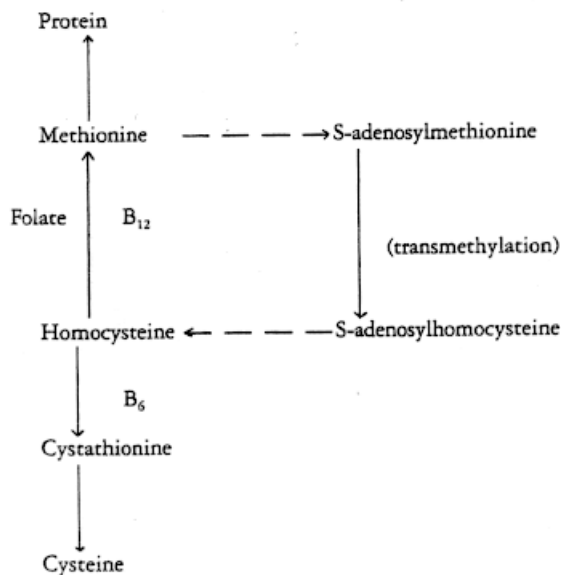 Protein
Methionine S-adenosylmethionine
Folate B12
(transmethylation)
Homocysteine S-adenosylhomocysteine
B6
Cystathionine
Cysteine